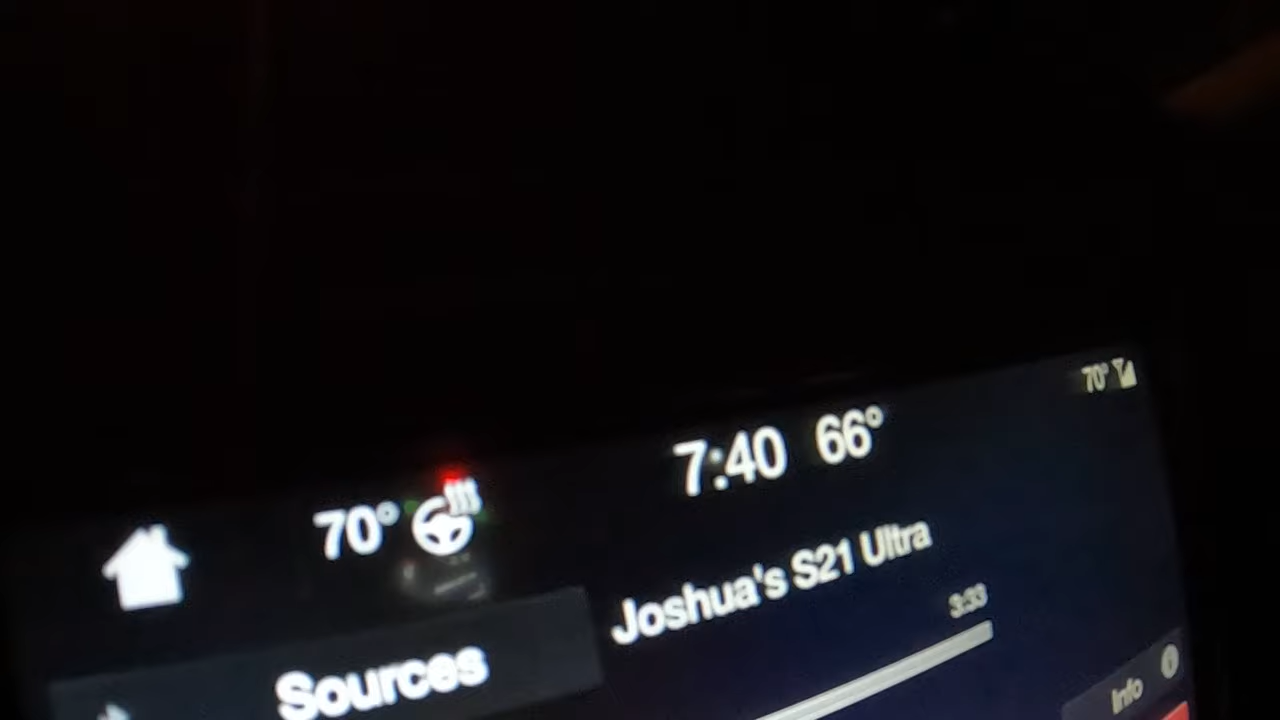 70°
7:40 66°
70°
Joshua's S21 Ultra
3:33
Sources
Info